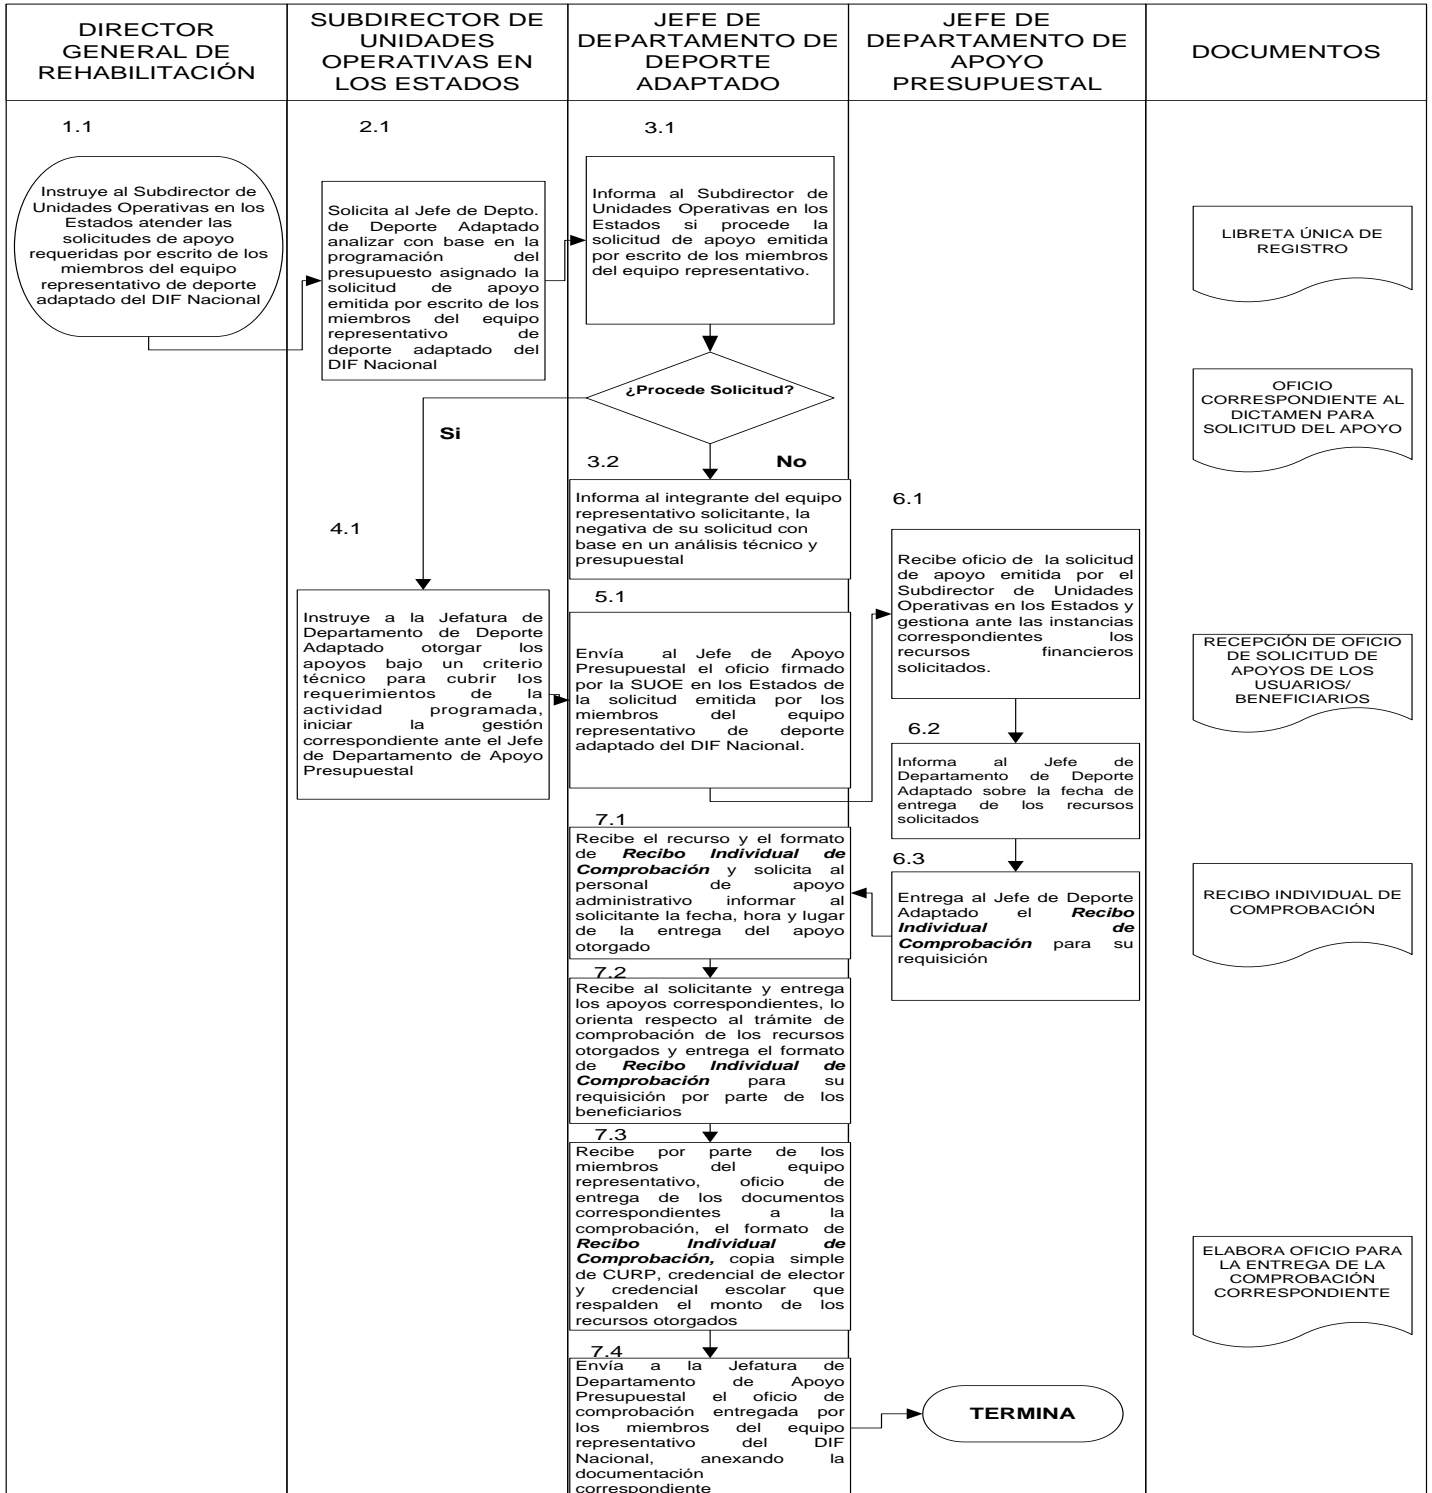 DIRECTOR
GENERAL DE
REHABILITACIÓN
SUBDIRECTOR DE
UNIDADES
OPERATIVAS EN
LOS ESTADOS
JEFE DE
DEPARTAMENTO DE
DEPORTE
ADAPTADO
JEFE DE
DEPARTAMENTO DE
APOYO
PRESUPUESTAL
DOCUMENTOS
1.1
Instruye al Subdirector de
Unidades Operativas en los
Estados atender las
solicitudes de apoyo
requeridas por escrito de los
miembros del equipo
representativo de deporte
adaptado del DIF Nacional
2.1
Solicita al Jefe de Depto.
de Deporte Adaptado
analizar con base en la
programación del
presupuesto asignado la
solicitud de apoyo
emitida por escrito de los
miembros del equipo
representativo de
deporte adaptado del
DIF Nacional
3.1
Informa al Subdirector de
Unidades Operativas en los
Estados si procede la
solicitud de apoyo emitida
por escrito de los miembros
del equipo representativo.
¿Procede Solicitud?
Si
No
3.2
Informa al integrante del equipo
representativo solicitante, la
negativa de su solicitud con
base en un análisis técnico y
presupuestal
4.1
Instruye a la Jefatura de
Departamento de Deporte
Adaptado otorgar los
apoyos bajo un criterio
técnico para cubrir los
requerimientos de la
actividad programada,
iniciar la gestión
correspondiente ante el Jefe
de Departamento de Apoyo
Presupuestal
5.1
Envía al Jefe de Apoyo
Presupuestal el oficio firmado
por la SUOE en los Estados de
la solicitud emitida por los
miembros del equipo
representativo de deporte
adaptado del DIF Nacional.
6.1
Recibe oficio de la solicitud
de apoyo emitida por el
Subdirector de Unidades
Operativas en los Estados y
gestiona ante las instancias
correspondientes los
recursos financieros
solicitados.
6.2
Informa al Jefe de
Departamento de Deporte
Adaptado sobre la fecha de
entrega de los recursos
solicitados
6.3
Entrega al Jefe de Deporte
Adaptado el Recibo
Individual de
Comprobación para su
requisición
7.1
Recibe el recurso y el formato
de Recibo Individual de
Comprobación y solicita al
personal de apoyo
administrativo informar al
solicitante la fecha, hora y lugar
de la entrega del apoyo
otorgado
7.2
Recibe al solicitante y entrega
los apoyos correspondientes, lo
orienta respecto al trámite de
comprobación de los recursos
otorgados y entrega el formato
de Recibo Individual de
Comprobación para su
requisición por parte de los
beneficiarios
7.3
Recibe por parte de los
miembros del equipo
representativo, oficio de
entrega de los documentos
correspondientes a la
comprobación, el formato de
Recibo Individual de
Comprobación, copia simple
de CURP, credencial de elector
y credencial escolar que
respalden el monto de los
recursos otorgados
7.4
Envía a la Jefatura de
Departamento de Apoyo
Presupuestal el oficio de
comprobación entregada por
los miembros del equipo
representativo del DIF
Nacional, anexando la
documentación
correspondiente
TERMINA
LIBRETA ÚNICA DE
REGISTRO
OFICIO
CORRESPONDIENTE AL
DICTAMEN PARA
SOLICITUD DEL APOYO
RECEPCIÓN DE OFICIO
DE SOLICITUD DE
APOYOS DE LOS
USUARIOS/
BENEFICIARIOS
RECIBO INDIVIDUAL DE
COMPROBACIÓN
ELABORA OFICIO PARA
LA ENTREGA DE LA
COMPROBACIÓN
CORRESPONDIENTE